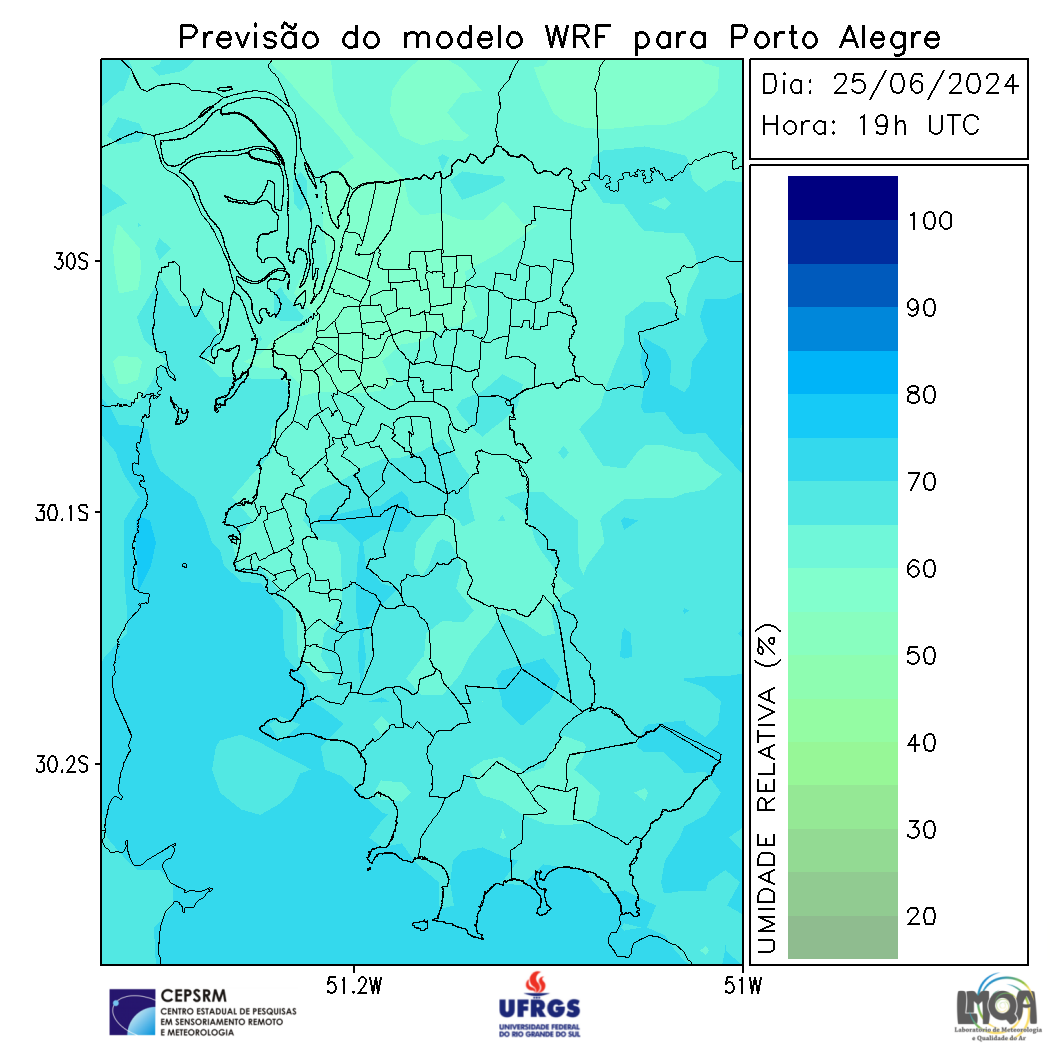 Previsão do modelo WRF para Porto Alegre
Dia: 25/06/2024
Hora: 19h UTC
100
90
80
70
60
50
40
30
20
UMIDADE RELATIVA (%)
30S
30.1S
30.2S
51.2W
51W
CEPSRM
CENTRO ESTADUAL DE PESQUISAS
EM SENSORIAMENTO REMOTO
E METEOROLOGIA
UFRGS
UNIVERSIDADE FEDERAL
DO RIO GRANDE DO SUL
LMQA
Laboratório de Meteorologia
e Qualidade do Ar